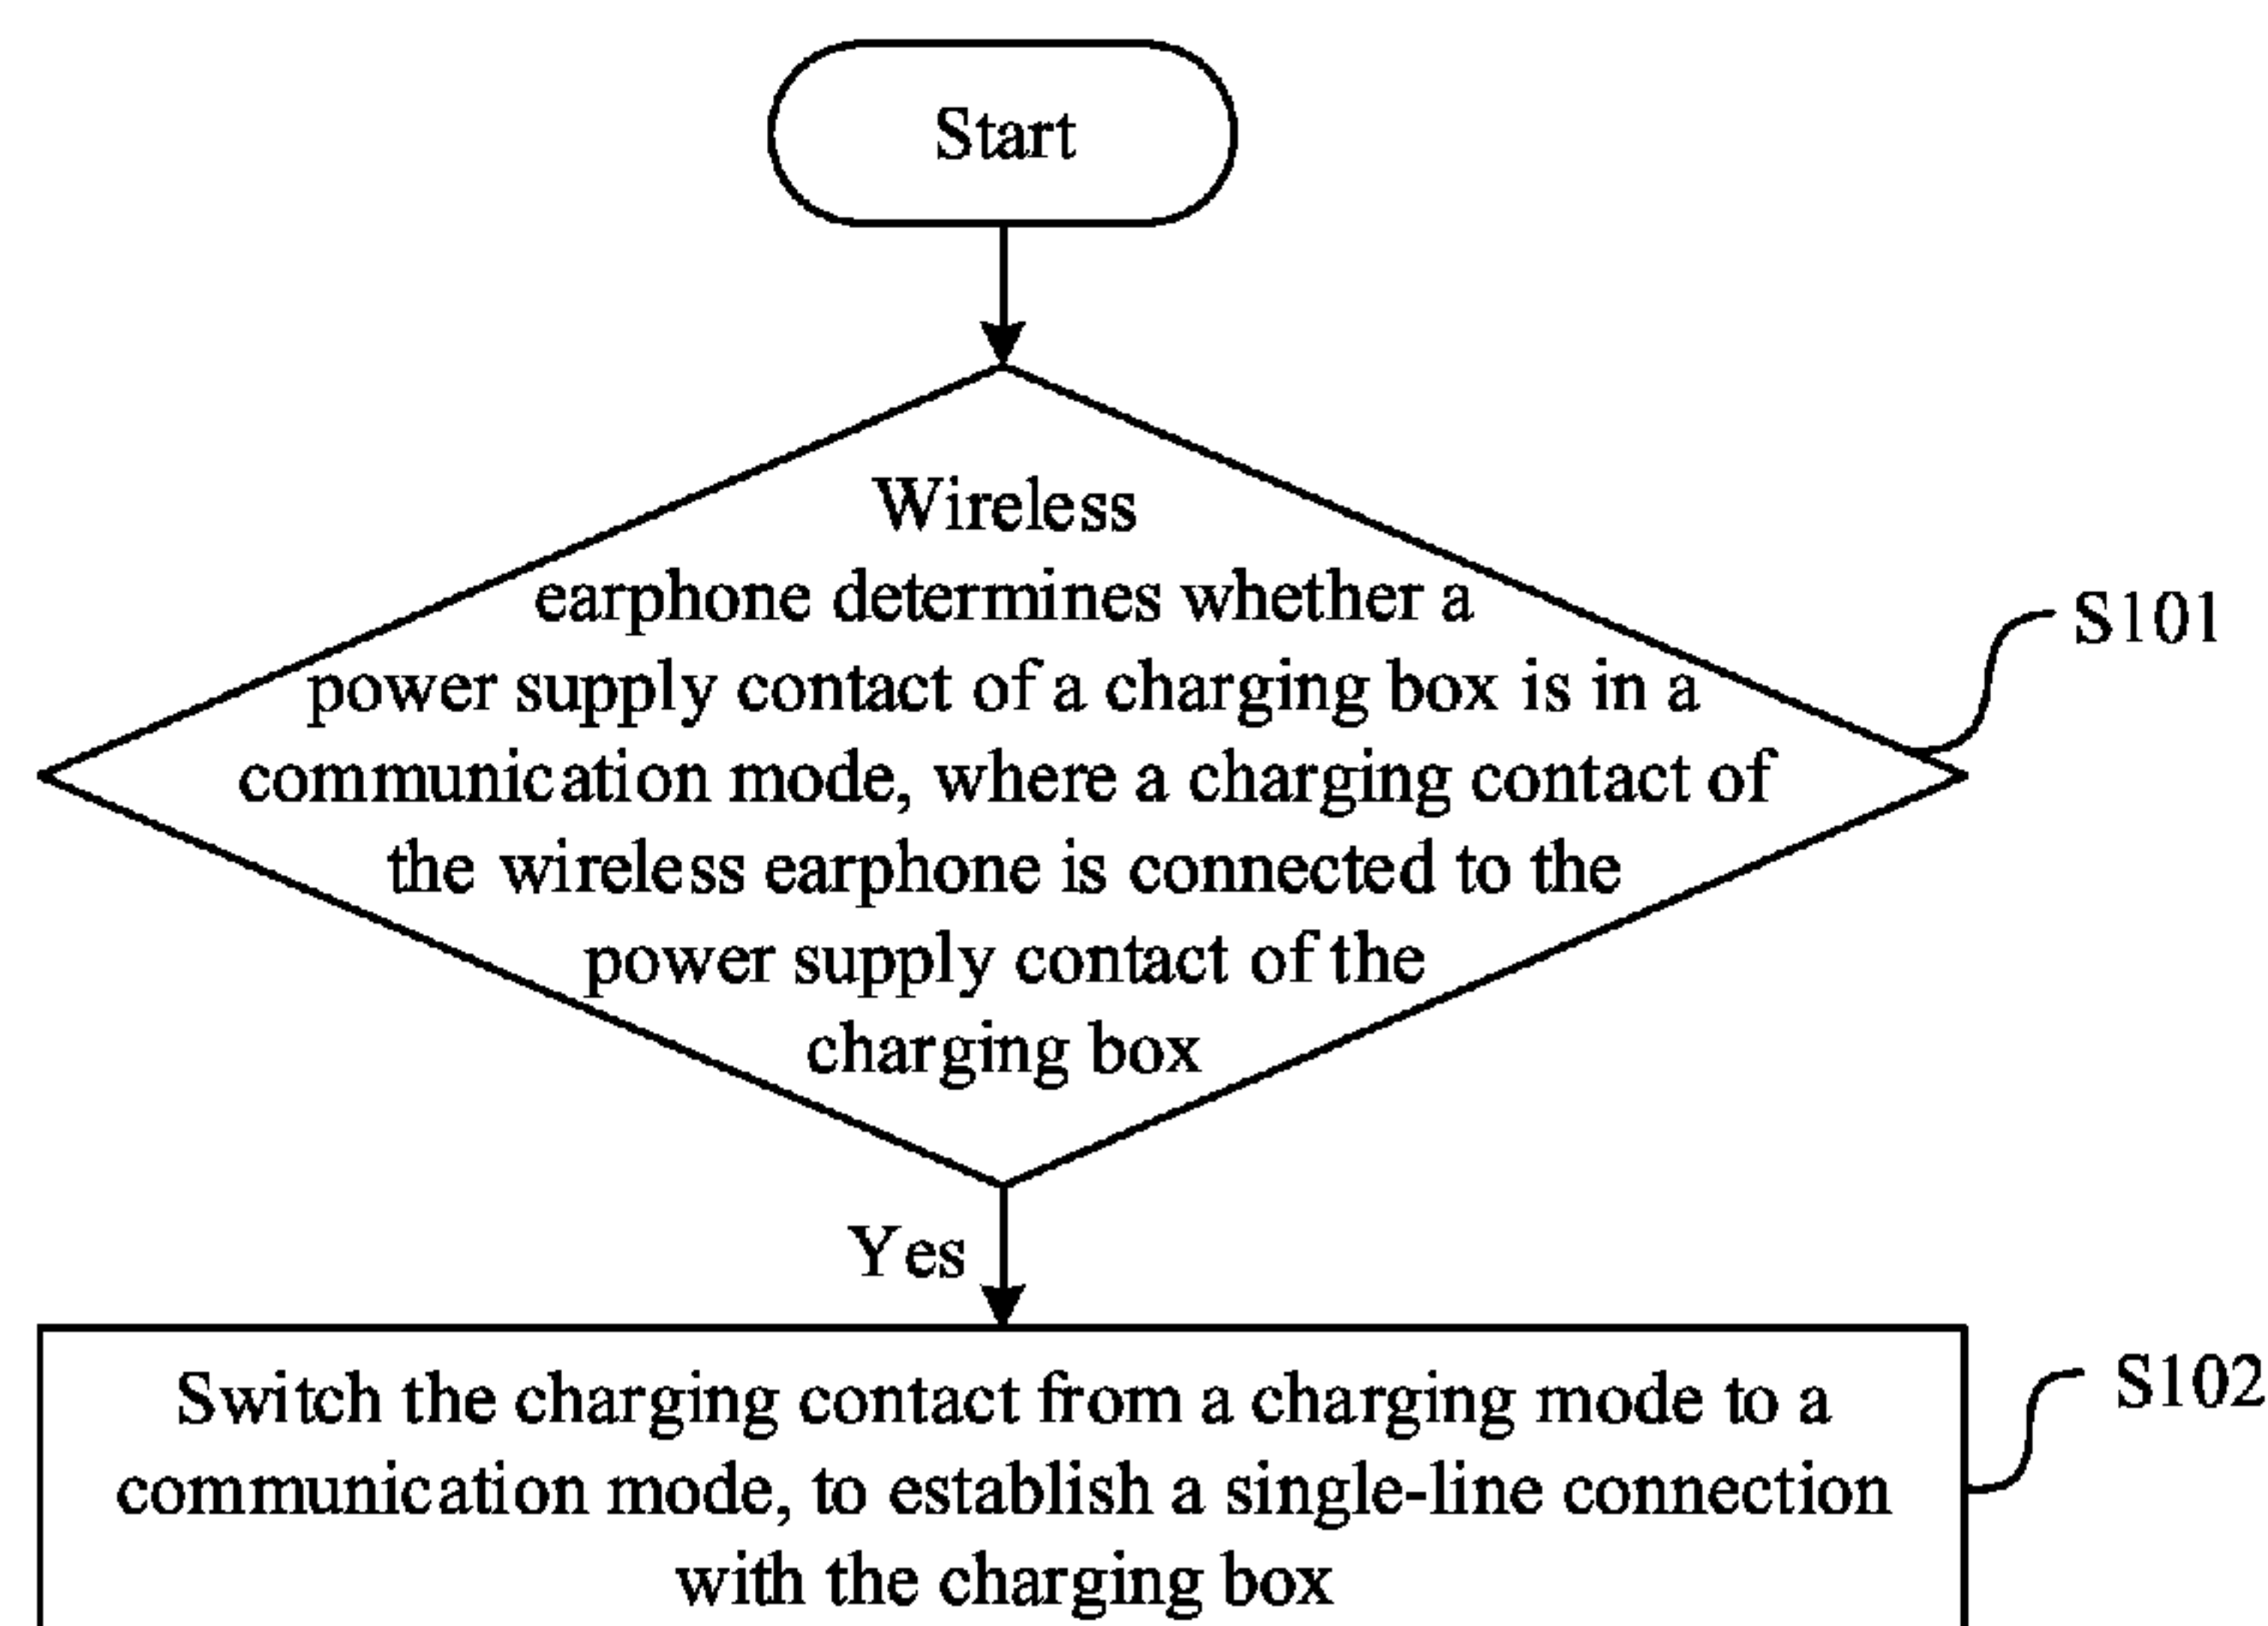 Start
Wireless
earphone determines whether a
S101
power supply contact of a charging box is in a
communication mode, where a charging contact of
the wireless earphone is connected to the
power supply contact of the
charging box
Yes
Switch the charging contact from a charging mode to a
S102
communication mode, to establish a single-line connection
with the charging box